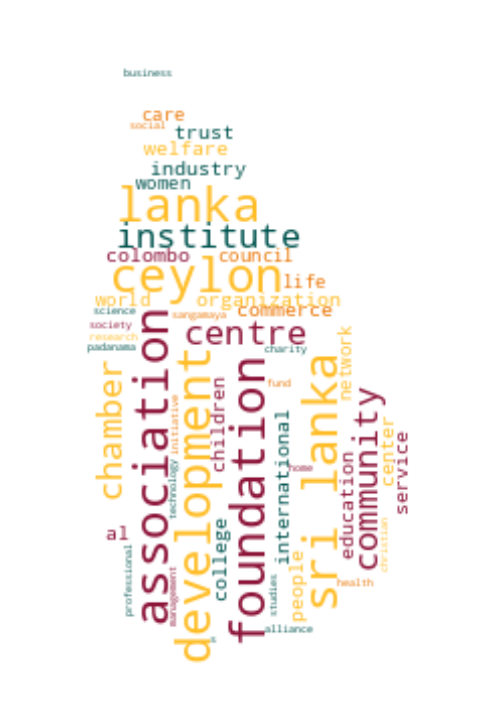 business
care
social
trust
welfare
industry
women
lanka
institute
colombo
council
ceylon
life
world
organization
science
sangamaya
commerce
society
centre
research
padanama
charity
network
chamber
association
development
children
initiative
foundation
fund
sri lanka
community
center
service
technology
international
home
education
al
college
professional
management
people
studies
christian
health
alliance
s